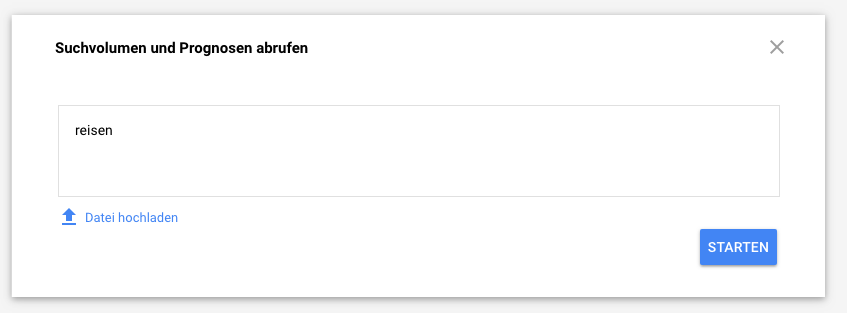 Suchvolumen und Prognosen abrufen
reisen
Datei hochladen
STARTEN